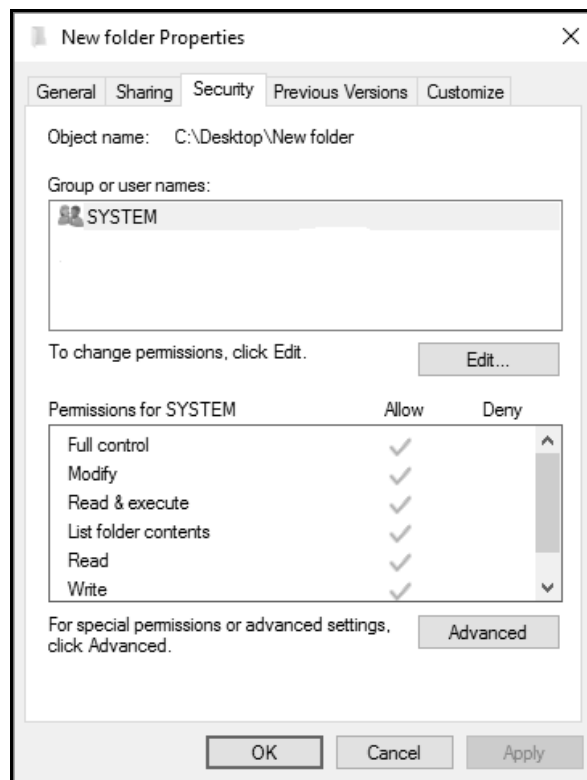 New folder Properties
General Sharing Security Previous Versions Customize
Object name: C:\Desktop\New folder
Group or user names:
SYSTEM
To change permissions, click Edit.
Edit...
Permissions for SYSTEM Allow Deny
Full control
Modify
Read & execute
List folder contents
Read
Write
For special permissions or advanced settings,
click Advanced.
Advanced
OK Cancel Apply